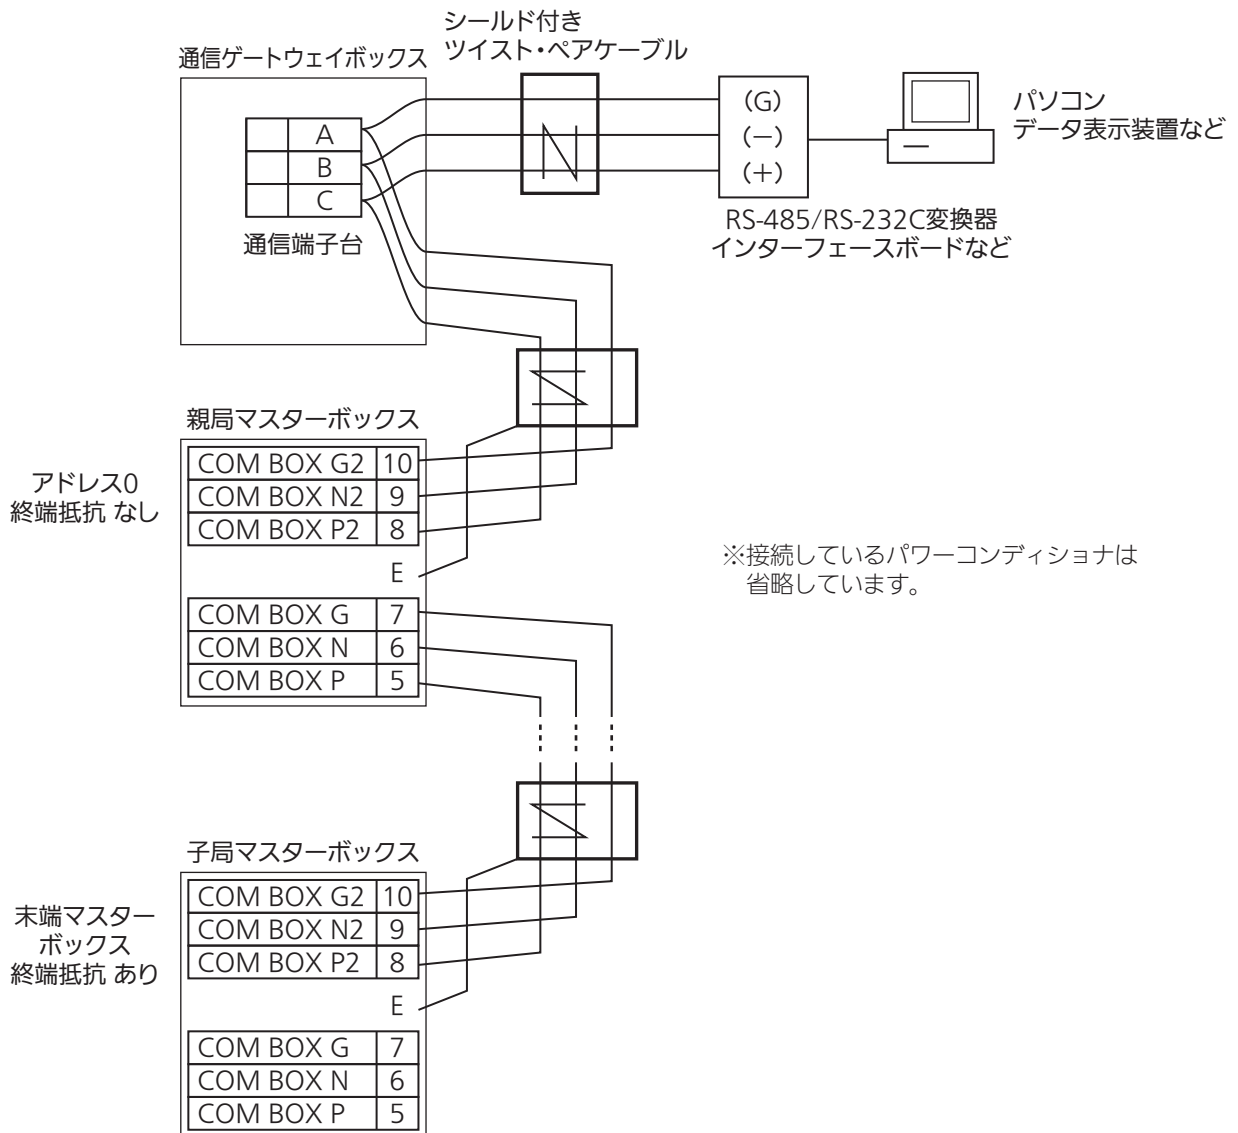 シールド付き
ツイスト・ペアケーブル
通信ゲートウェイボックス
A
B
C
通信端子台
(G)
(−)
(+)
RS-485/RS-232C変換器
インターフェースボードなど
パソコン
データ表示装置など
親局マスターボックス
アドレス0
終端抵抗 なし
COM BOX G2 10
COM BOX N2 9
COM BOX P2 8
E
COM BOX G 7
COM BOX N 6
COM BOX P 5
※接続しているパワーコンディショナは
省略しています。
子局マスターボックス
末端マスター
ボックス
終端抵抗 あり
COM BOX G2 10
COM BOX N2 9
COM BOX P2 8
E
COM BOX G 7
COM BOX N 6
COM BOX P 5